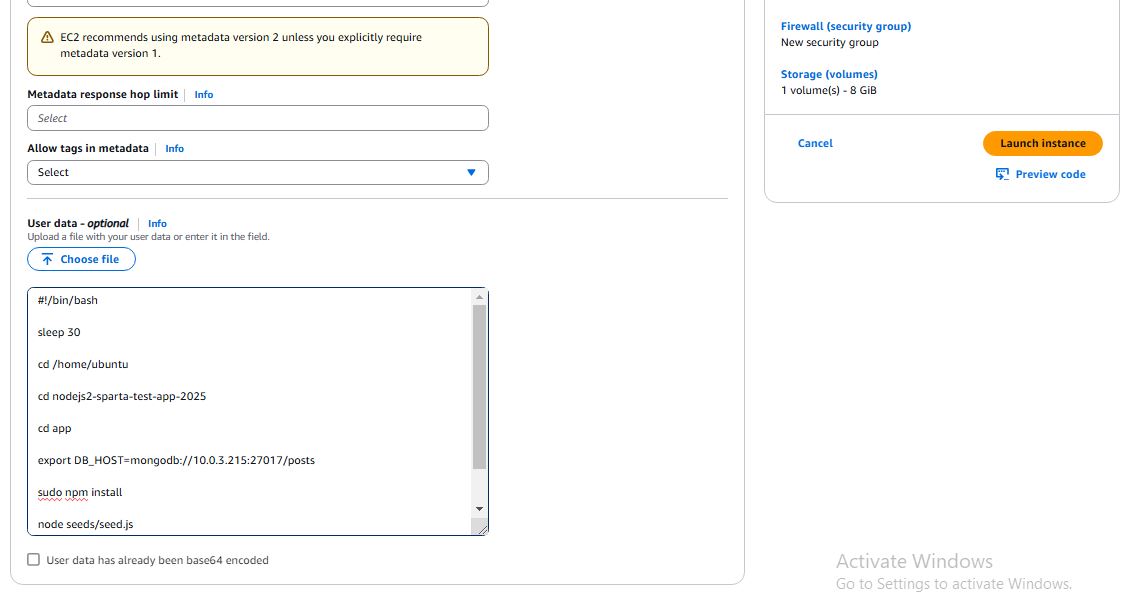 EC2 recommends using metadata version 2 unless you explicitly require
metadata version 1.
Metadata response hop limit Info
Select
Allow tags in metadata Info
Select
User data - optional Info
Upload a file with your user data or enter it in the field.
Choose file
#!/bin/bash
sleep 30
cd /home/ubuntu
cd nodejs2-sparta-test-app-2025
cd app
export DB_HOST=mongodb://10.0.3.215:27017/posts
sudo npm install
node seeds/seed.js
User data has already been base64 encoded
Firewall (security group)
New security group
Storage (volumes)
1 volume(s) - 8 GiB
Cancel
Launch instance
Preview code
Activate Windows
Go to Settings to activate Windows.